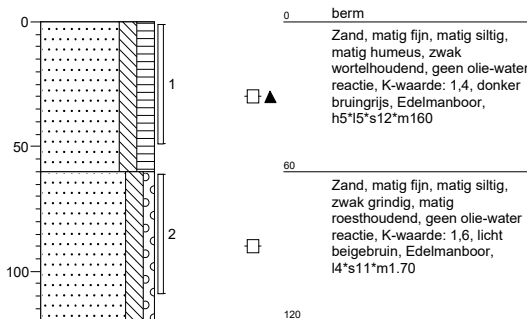 0
0
berm
Zand, matig fijn, matig siltig,
matig humeus, zwak
wortelhoudend, geen olie-water
reactie, K-waarde: 1,4, donker
bruingrijs, Edelmanboor,
h5*l5*s12*m160
1
50
60
Zand, matig fijn, matig siltig,
zwak grindig, matig
roesthoudend, geen olie-water
reactie, K-waarde: 1,6, licht
beigebruin, Edelmanboor,
l4*s11*m1.70
2
100
120